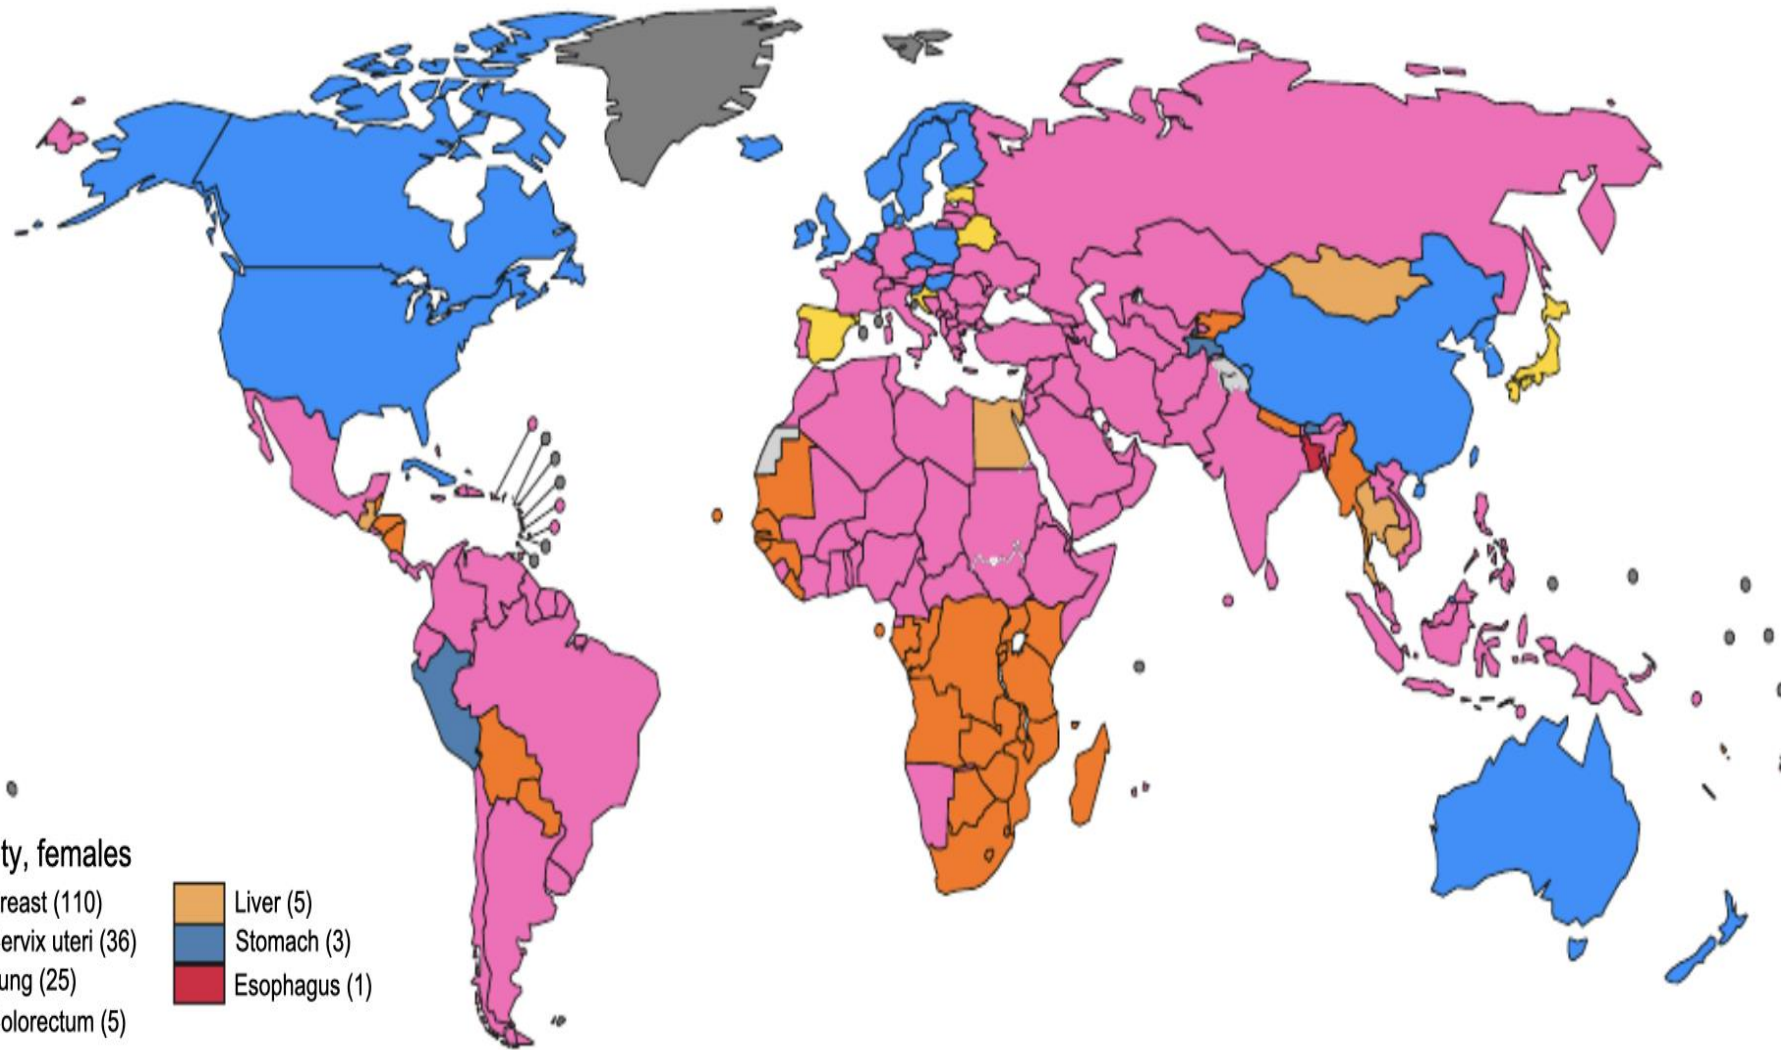 ty, females
reast (110)
ervix uteri (36)
ung (25)
olorectum (5)
Liver (5)
Stomach (3)
Esophagus (1)